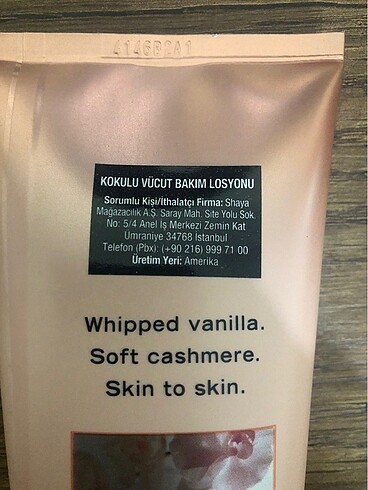 4146B2A1
KOKULU VÜCUT BAKIM LOSYONU
Sorumlu Kişi/İthalatçı Firma: Shaya
Mağazacılık A.Ş. Saray Mah. Site Yolu Sok.
No: 5/4 Anel İş Merkezi Zemin Kat
Ümraniye 34768 İstanbul
Telefon (Pbx): (+90 216) 999 71 00
Üretim Yeri: Amerika
Whipped vanilla.
Soft cashmere.
Skin to skin.